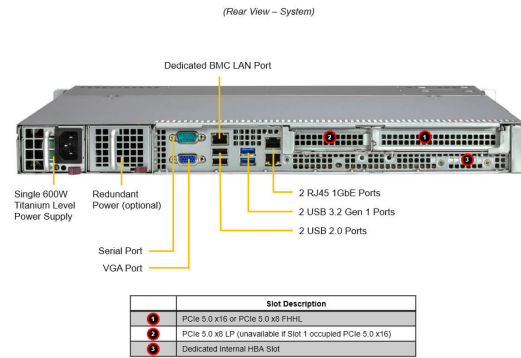 (Rear View – System)
Dedicated BMC LAN Port
2
1
3
Single 600W
Titanium Level
Power Supply
Redundant
Power (optional)
2 RJ45 1GbE Ports
2 USB 3.2 Gen 1 Ports
2 USB 2.0 Ports
Serial Port
VGA Port
Slot Description
1 PCIe 5.0 x16 or PCIe 5.0 x8 FHHL
2 PCIe 5.0 x8 LP (unavailable if Slot 1 occupied PCIe 5.0 x16)
3 Dedicated Internal HBA Slot